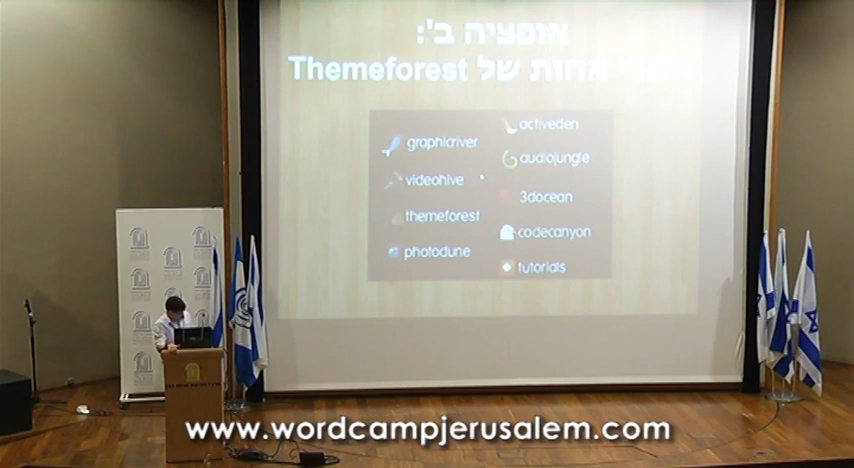 אופציה ב':
אחות של Themeforest
graphicriver
videohive
themeforest
photodune
activeden
audiojungle
3docean
codecanyon
tutorials
www.wordcampjerusalem.com